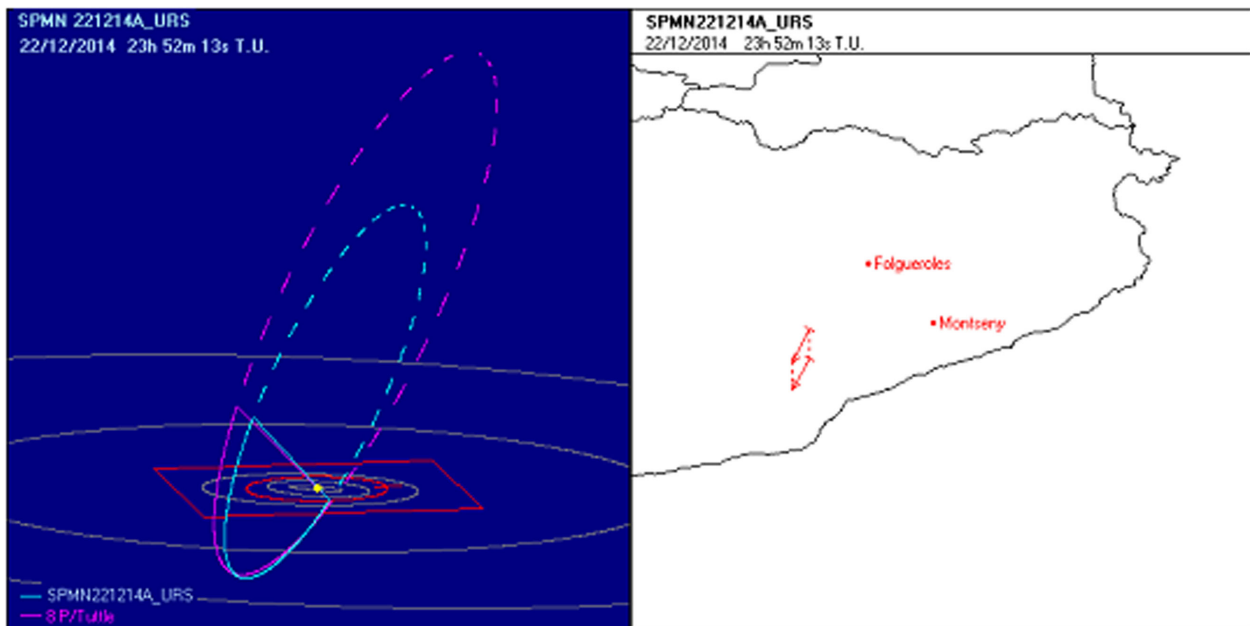 SPMN 221214A_URS
22/12/2014 23h 52m 13s T.U.
SPMN221214A_URS
8 P/Tuttle
SPMN221214A_URS
22/12/2014 23h 52m 13s T.U.
Folgueroles
Montseny